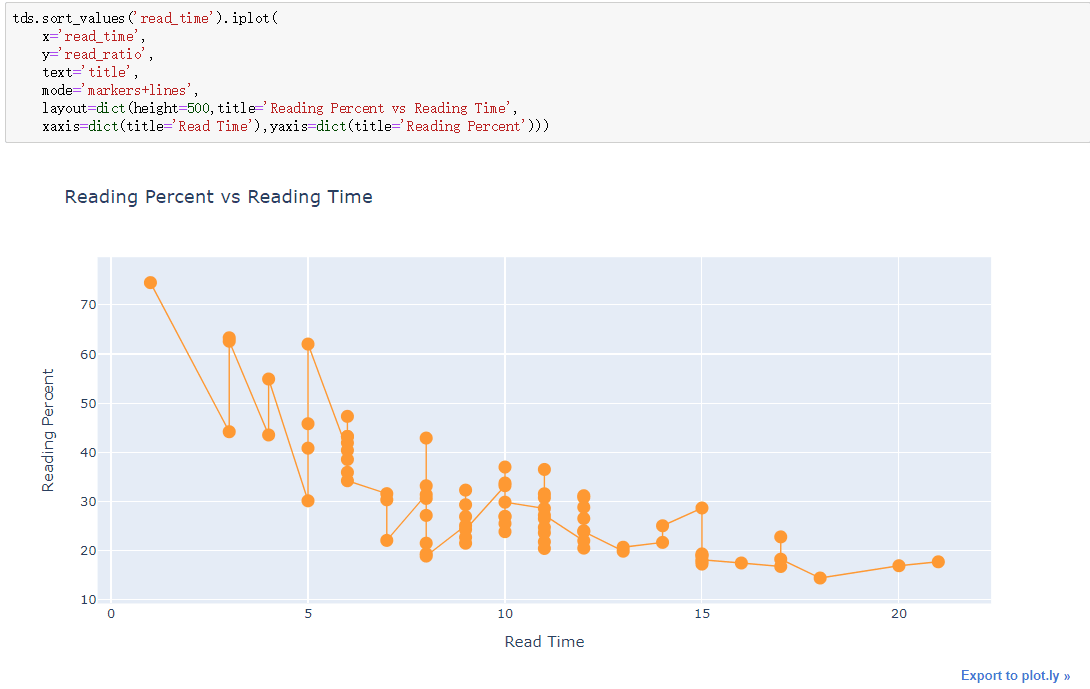 tds.sort_values('read_time').iplot(
    x='read_time',
    y='read_ratio',
    text='title',
    mode='markers+lines',
    layout=dict(height=500,title='Reading Percent vs Reading Time',
    xaxis=dict(title='Read Time'),yaxis=dict(title='Reading Percent')))
Reading Percent vs Reading Time
Reading Percent
70
60
50
40
30
20
10
0 5 10 15 20
Read Time
Export to plot.ly »